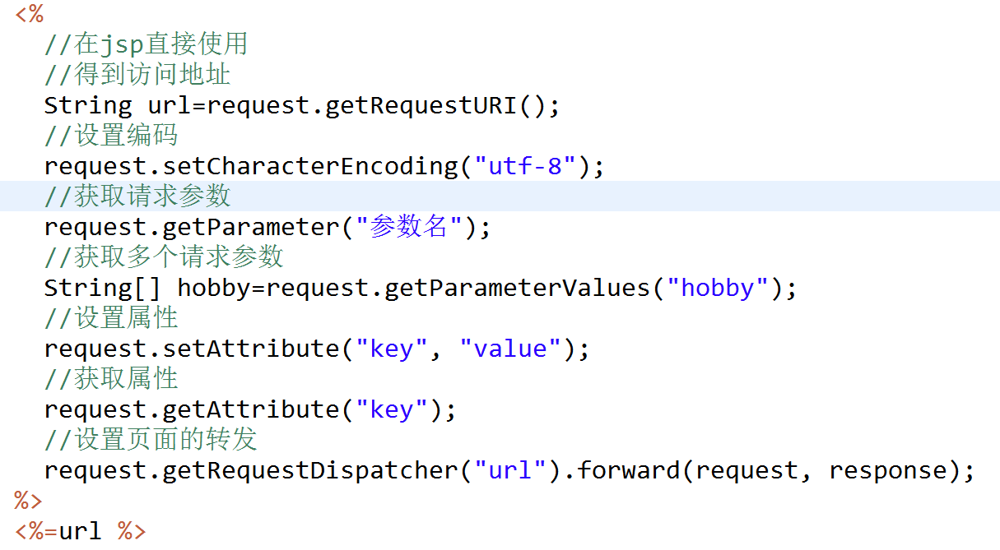 <%
//在jsp直接使用
//得到访问地址
String url=request.getRequestURI();
//设置编码
request.setCharacterEncoding("utf-8");
//获取请求参数
request.getParameter("参数名");
//获取多个请求参数
String[] hobby=request.getParameterValues("hobby");
//设置属性
request.setAttribute("key", "value");
//获取属性
request.getAttribute("key");
//设置页面的转发
request.getRequestDispatcher("url").forward(request, response);
%>
<%=url %>